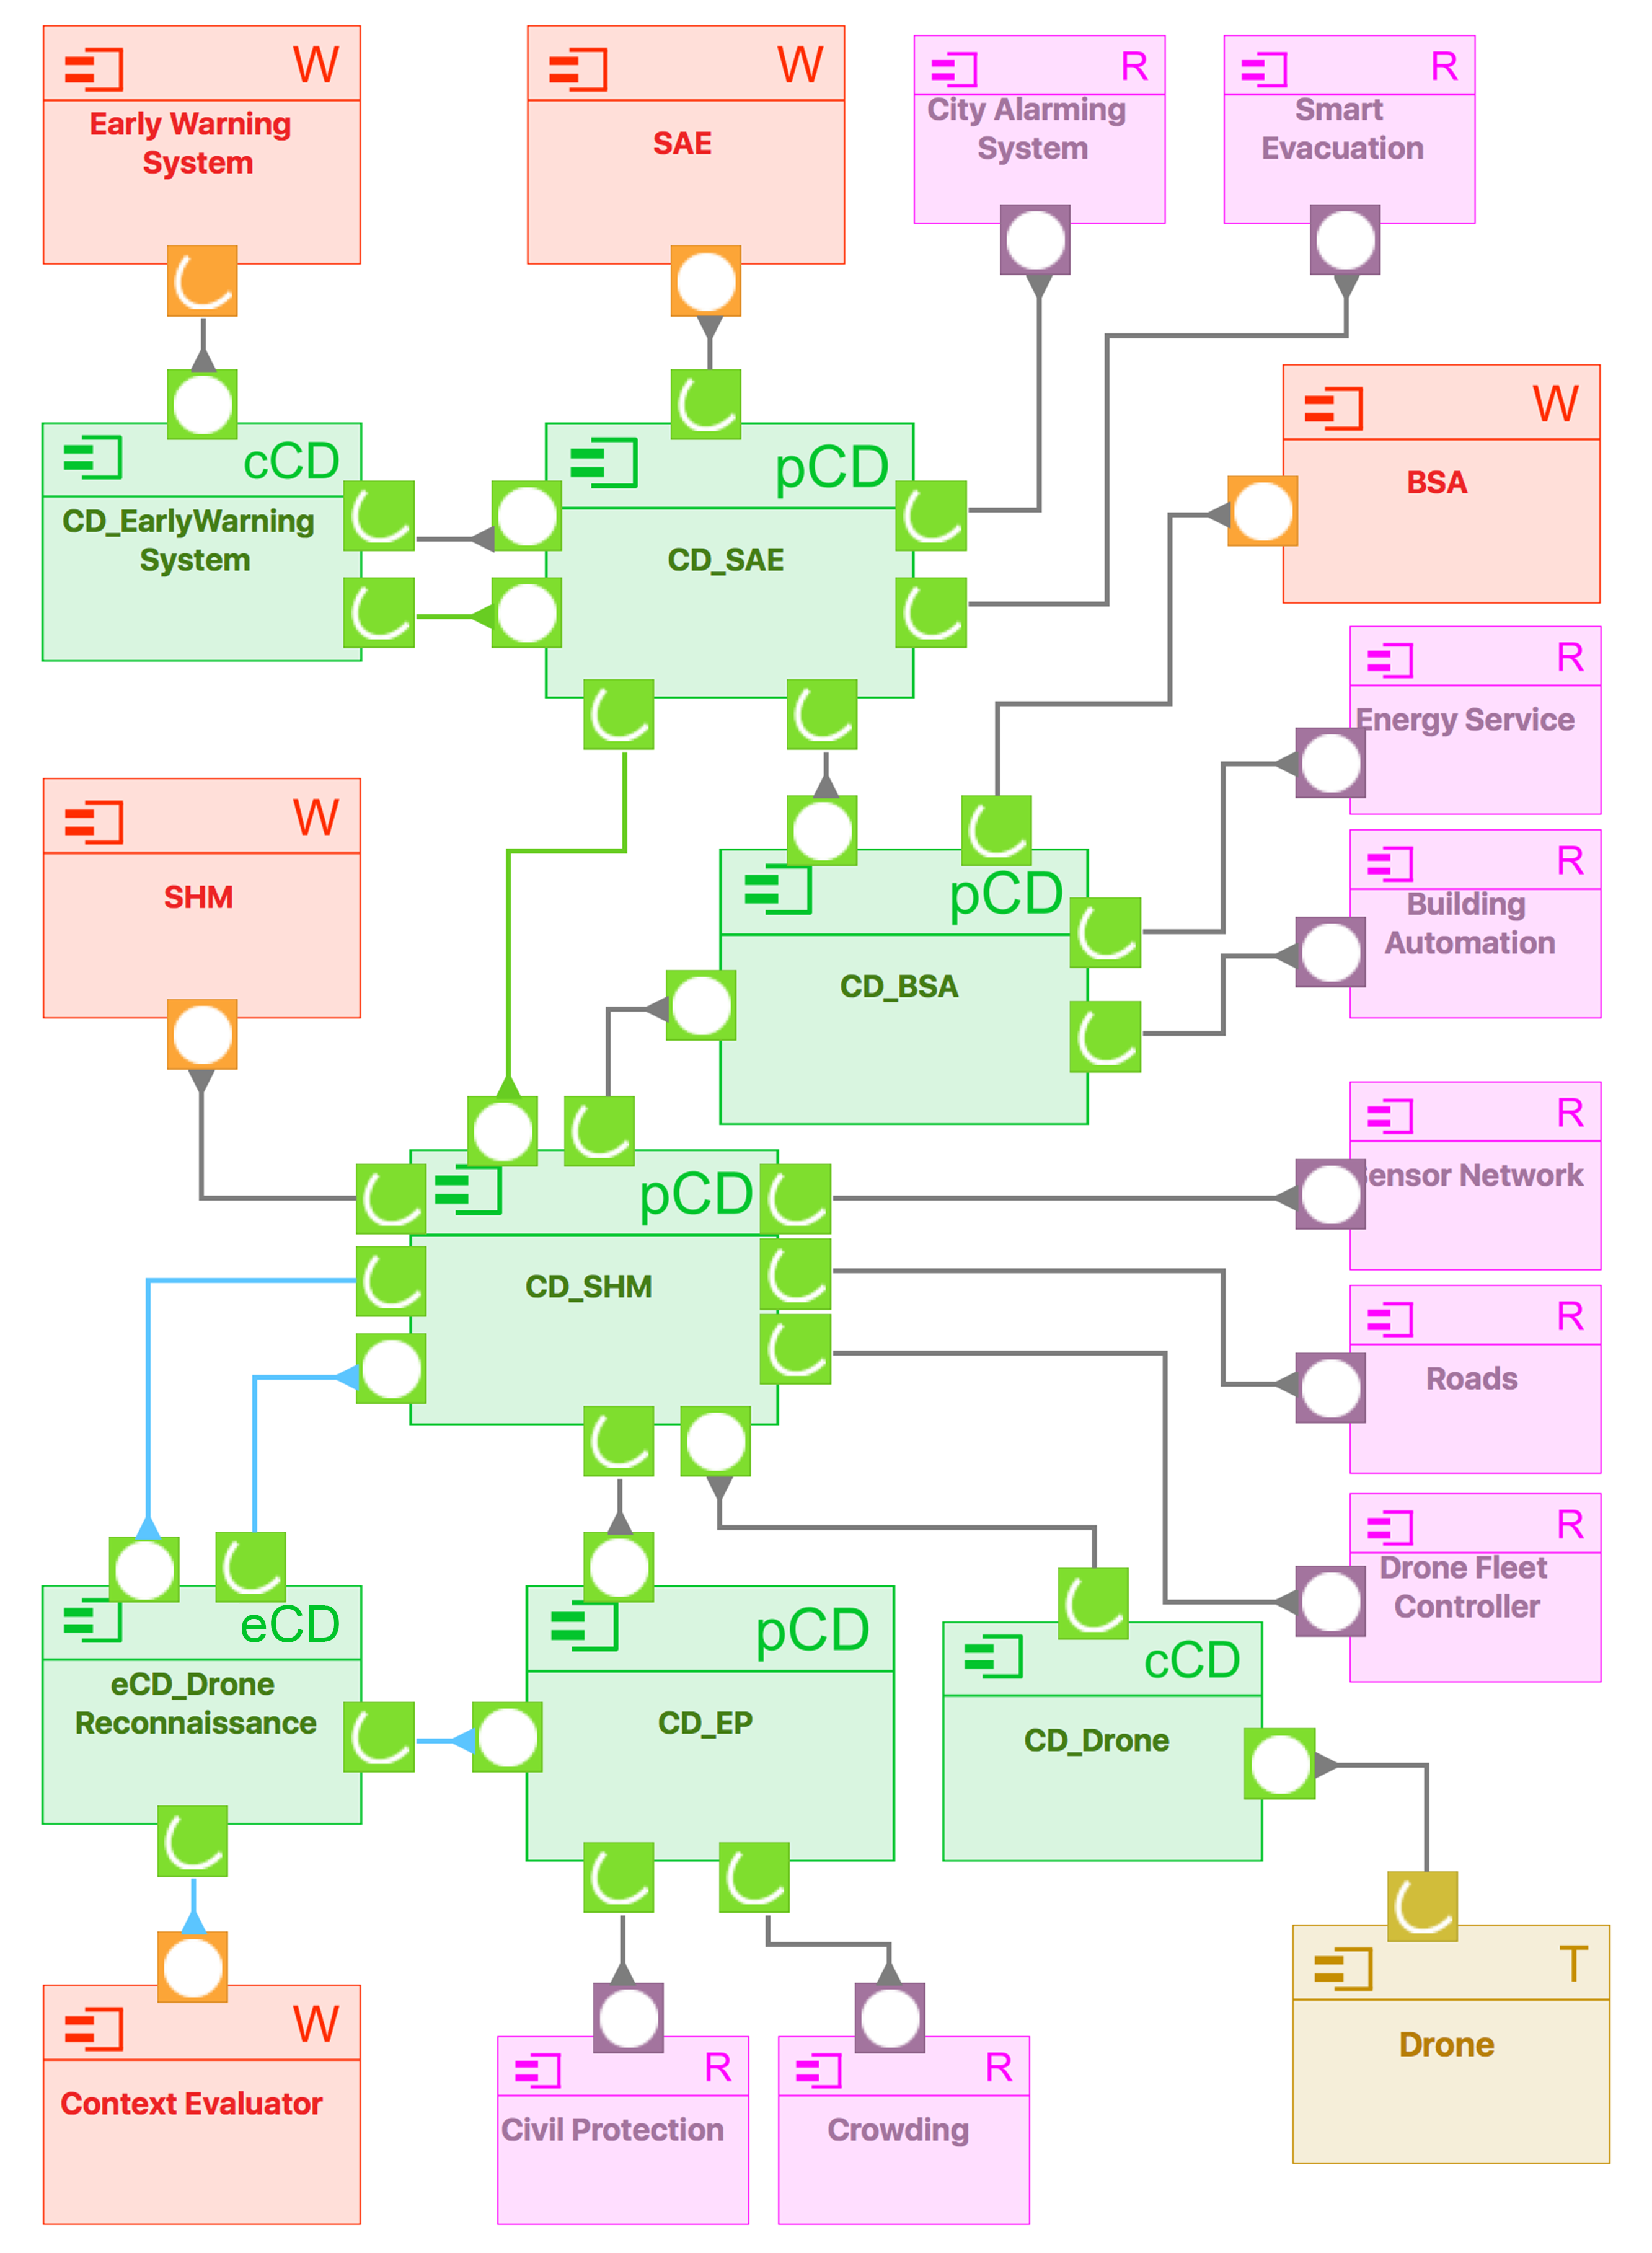 W
Early Warning
System
W
SAE
R
City Alarming
System
R
Smart
Evacuation
cCD
CD_EarlyWarning
System
pCD
CD_SAE
W
BSA
R
Energy Service
W
SHM
R
Building
Automation
pCD
CD_BSA
R
Sensor Network
pCD
CD_SHM
R
Roads
R
Drone Fleet
Controller
eCD
eCD_Drone
Reconnaissance
pCD
CD_EP
cCD
CD_Drone
T
Drone
W
Context Evaluator
R
Civil Protection
R
Crowding